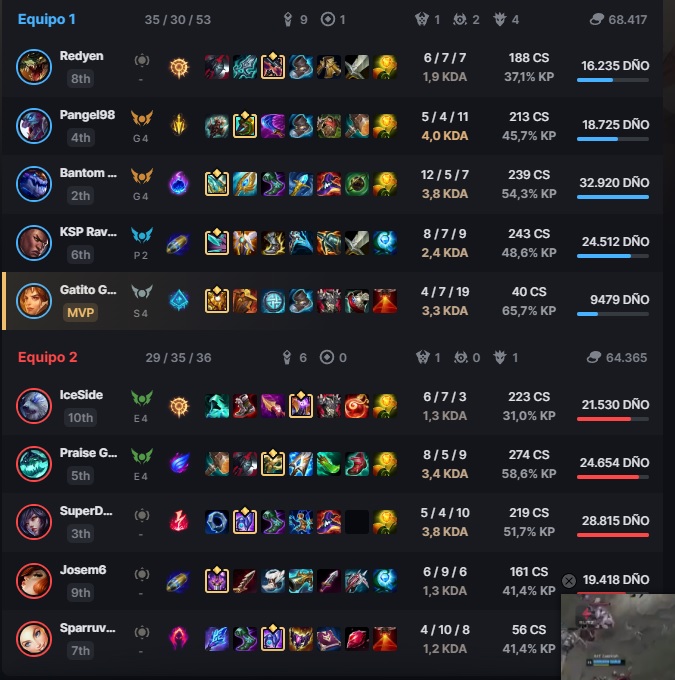 Equipo 1 35 / 30 / 53 9 1 1 2 4 68.417
Redyen 6 / 7 / 7 188 CS 16.235 DÑO
8th - 1,9 KDA 37,1% KP
Pangel98 5 / 4 / 11 213 CS 18.725 DÑO
4th G 4 4,0 KDA 45,7% KP
Bantom ... 12 / 5 / 7 239 CS 32.920 DÑO
2th G 4 3,8 KDA 54,3% KP
KSP Rav... 8 / 7 / 9 243 CS 24.512 DÑO
6th P 2 2,4 KDA 48,6% KP
Gatito G... 4 / 7 / 19 40 CS 9479 DÑO
MVP S 4 3,3 KDA 65,7% KP
Equipo 2 29 / 35 / 36 6 0 1 0 1 64.365
IceSide 6 / 7 / 3 223 CS 21.530 DÑO
10th E 4 1,3 KDA 31,0% KP
Praise G... 8 / 5 / 9 274 CS 24.654 DÑO
5th E 4 3,4 KDA 58,6% KP
SuperD... 5 / 4 / 10 219 CS 28.815 DÑO
3th - 3,8 KDA 51,7% KP
Josem6 6 / 9 / 6 161 CS 19.418 DÑO
9th - 1,3 KDA 41,4% KP
Sparruv... 4 / 10 / 8 56 CS
7th - 1,2 KDA 41,4% KP